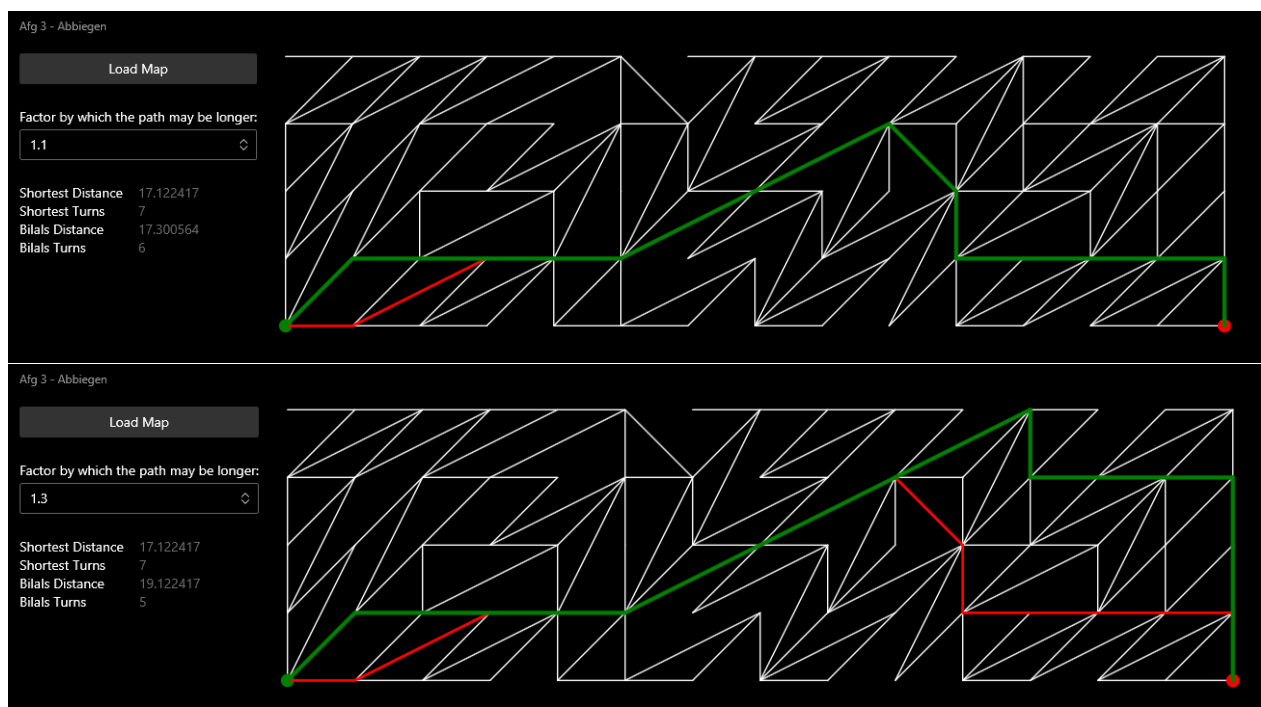 Afg 3 - Abbiegen
Load Map
Factor by which the path may be longer:
1.1
Shortest Distance 17.122417
Shortest Turns 7
Bilals Distance 17.300564
Bilals Turns 6
Afg 3 - Abbiegen
Load Map
Factor by which the path may be longer:
1.3
Shortest Distance 17.122417
Shortest Turns 7
Bilals Distance 19.122417
Bilals Turns 5